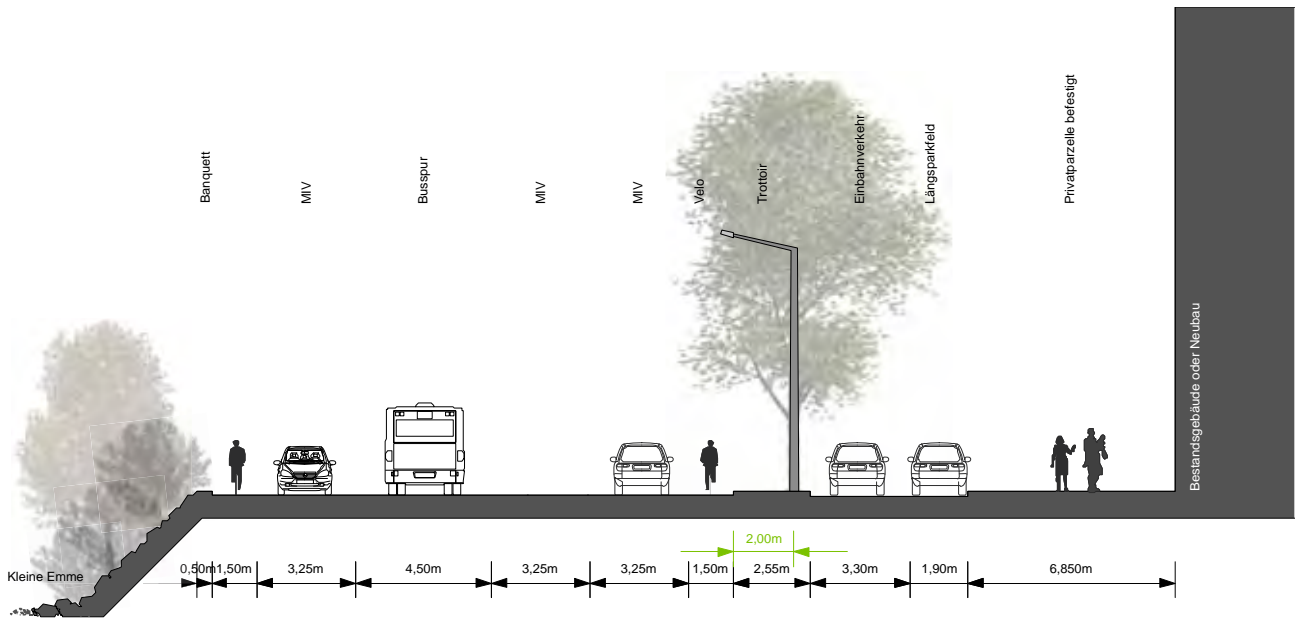 Banquett
MIV
Busspur
MIV
MIV
Velo
Trottoir
Einbahnverkehr
Längsparkfeld
Privatparzelle befestigt
Bestandsgebäude oder Neubau
2,00m
Kleine Emme
0,50m
1,50m
3,25m
4,50m
3,25m
3,25m
1,50m
2,55m
3,30m
1,90m
6,850m